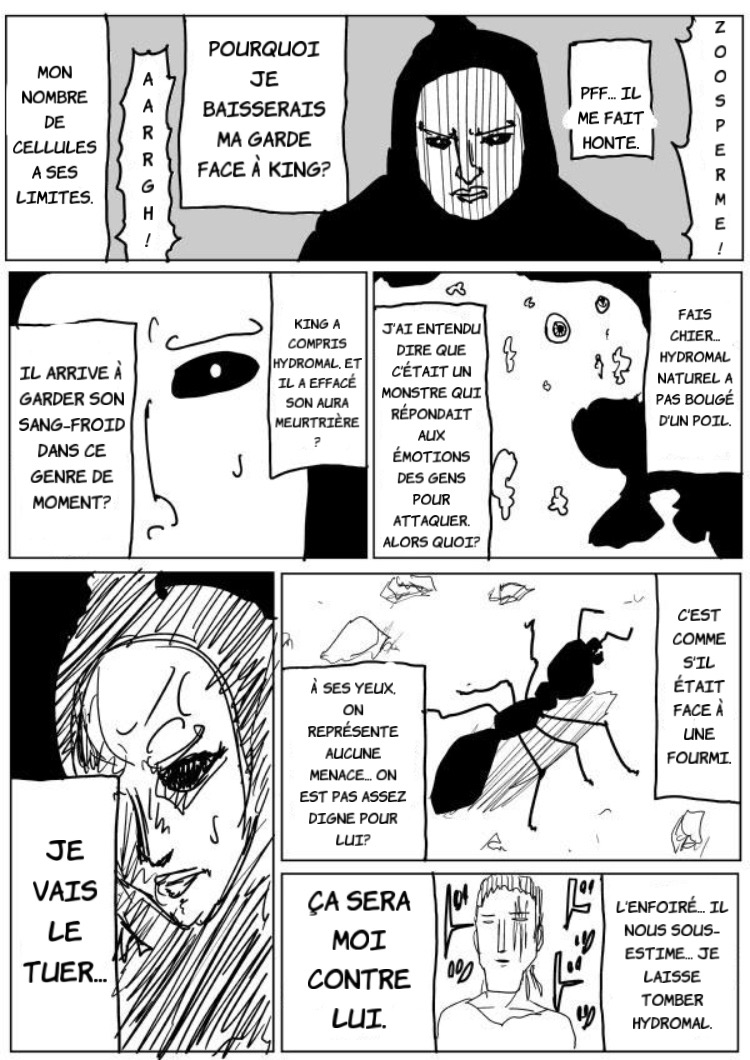 ZOOSPERME !
PFF... IL
ME FAIT
HONTE.
POURQUOI
JE
BAISSERAIS
MA GARDE
FACE À KING?
AARRGH !
MON
NOMBRE
DE
CELLULES
A SES
LIMITES.
FAIS
CHIER...
HYDROMAL
NATUREL A
PAS BOUGÉ
D'UN POIL.
J'AI ENTENDU
DIRE QUE
C'ÉTAIT UN
MONSTRE QUI
RÉPONDAIT
AUX
ÉMOTIONS
DES GENS
POUR
ATTAQUER.
ALORS QUOI?
KING A
COMPRIS
HYDROMAL, ET
IL A EFFACÉ
SON AURA
MEURTRIÈRE
?
IL ARRIVE À
GARDER SON
SANG-FROID
DANS CE
GENRE DE
MOMENT?
C'EST
COMME
S'IL
ÉTAIT
FACE À
UNE
FOURMI.
À SES YEUX,
ON
REPRÉSENTE
AUCUNE
MENACE... ON
EST PAS ASSEZ
DIGNE POUR
LUI?
L'ENFOIRÉ... IL
NOUS SOUS-
ESTIME... JE
LAISSE
TOMBER
HYDROMAL.
ÇA SERA
MOI
CONTRE
LUI.
JE
VAIS
LE
TUER...